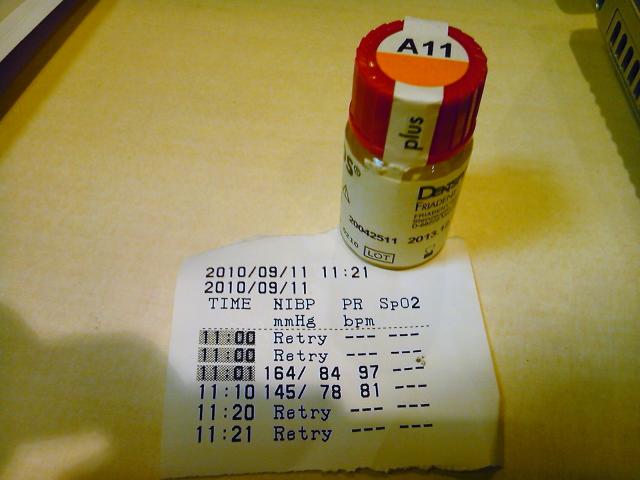 A11
plus
DENTS
FRIADENT
20042511
2013
LOT
2010/09/11 11:21
2010/09/11
TIME NIBP PR SpO2
mmHg bpm
11:00 Retry --- ---
11:00 Retry --- ---
11:01 164/ 84 97 ---
11:10 145/ 78 81 ---
11:20 Retry --- ---
11:21 Retry --- ---